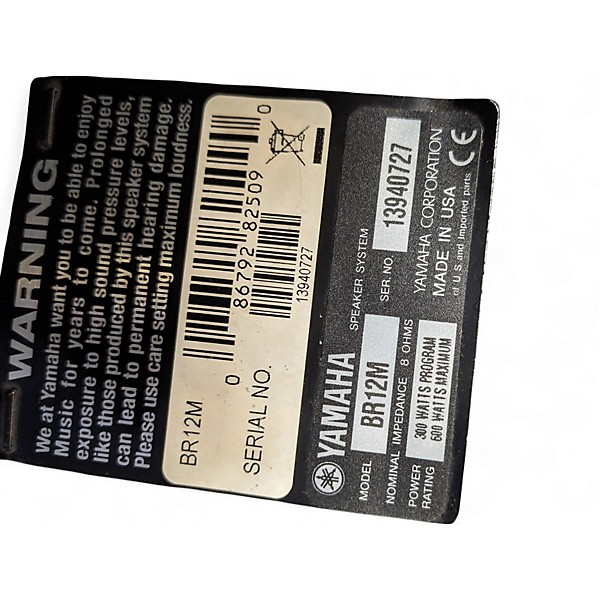 WARNING
We at Yamaha want you to be able to enjoy
Music for years to come. Prolonged
exposure to high sound pressure levels,
like those produced by this speaker system
can lead to permanent hearing damage.
Please use care setting maximum loudness.
BR12M
0 86792 82509 0
SERIAL NO.
13940727
YAMAHA
SPEAKER SYSTEM
MODEL BR12M
SER. NO. 13940727
NOMINAL IMPEDANCE 8 OHMS
YAMAHA CORPORATION
POWER
RATING
300 WATTS PROGRAM
600 WATTS MAXIMUM
MADE IN USA
of U.S. and Imported parts.
CE